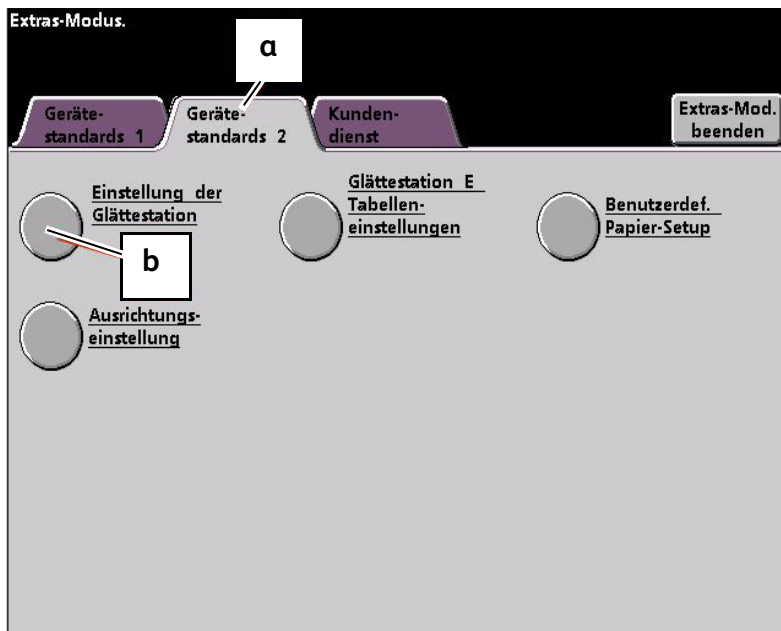 Extras-Modus.
a
Geräte-
standards 1
Geräte-
standards 2
Kunden-
dienst
Extras-Mod.
beenden
Einstellung der
Glättestation
b
Glättestation E
Tabellen-
einstellungen
Benutzerdef.
Papier-Setup
Ausrichtungs-
einstellung